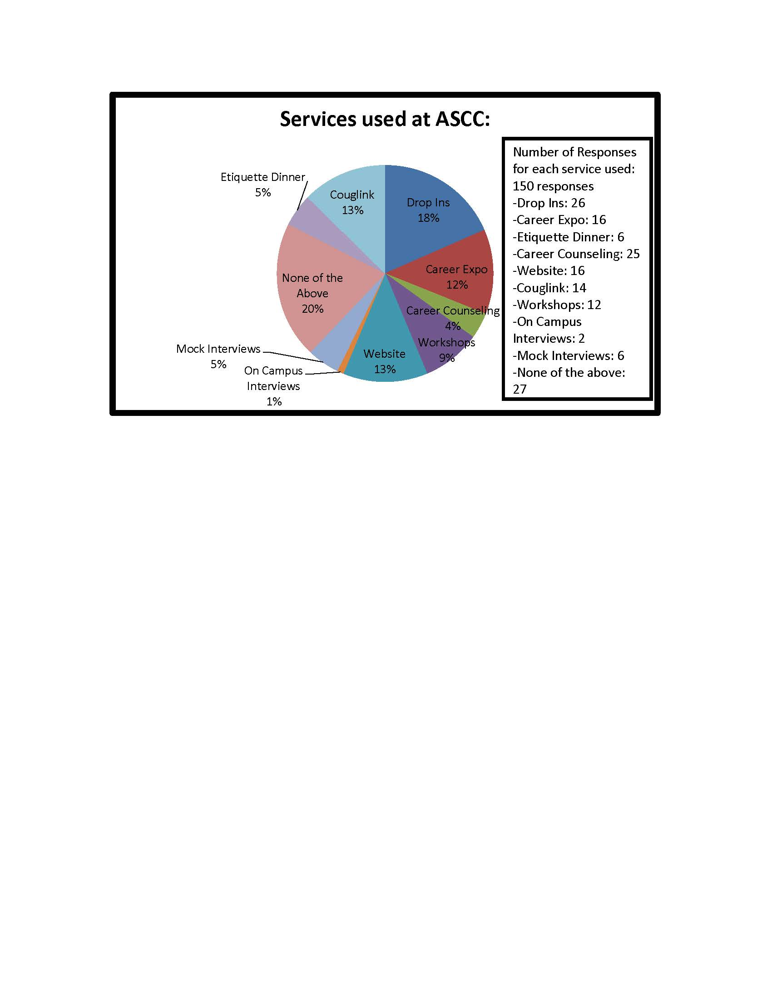 Services used at ASCC:
Etiquette Dinner
5%
Couglink
13%
Drop Ins
18%
Career Expo
12%
None of the
Above
20%
Career Counseling
4%
Workshops
9%
Website
13%
Mock Interviews
5%
On Campus
Interviews
1%
Number of Responses
for each service used:
150 responses
-Drop Ins: 26
-Career Expo: 16
-Etiquette Dinner: 6
-Career Counseling: 25
-Website: 16
-Couglink: 14
-Workshops: 12
-On Campus
Interviews: 2
-Mock Interviews: 6
-None of the above:
27